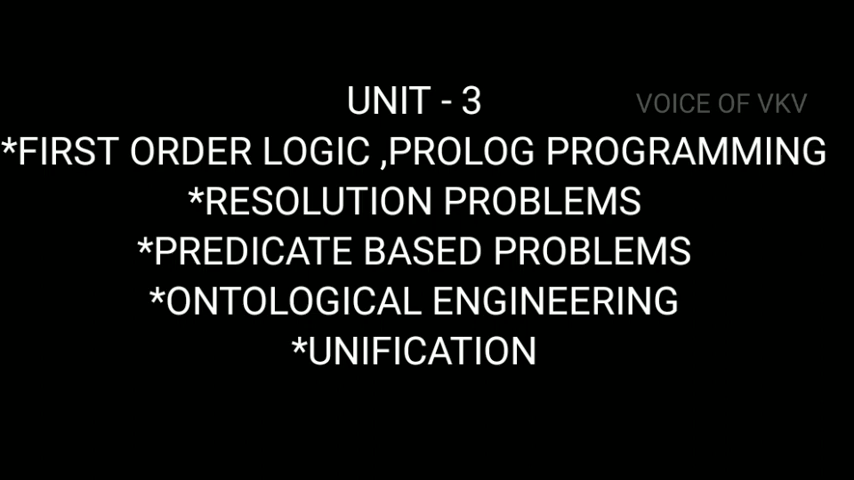 UNIT - 3
VOICE OF VKV
*FIRST ORDER LOGIC ,PROLOG PROGRAMMING
*RESOLUTION PROBLEMS
*PREDICATE BASED PROBLEMS
*ONTOLOGICAL ENGINEERING
*UNIFICATION